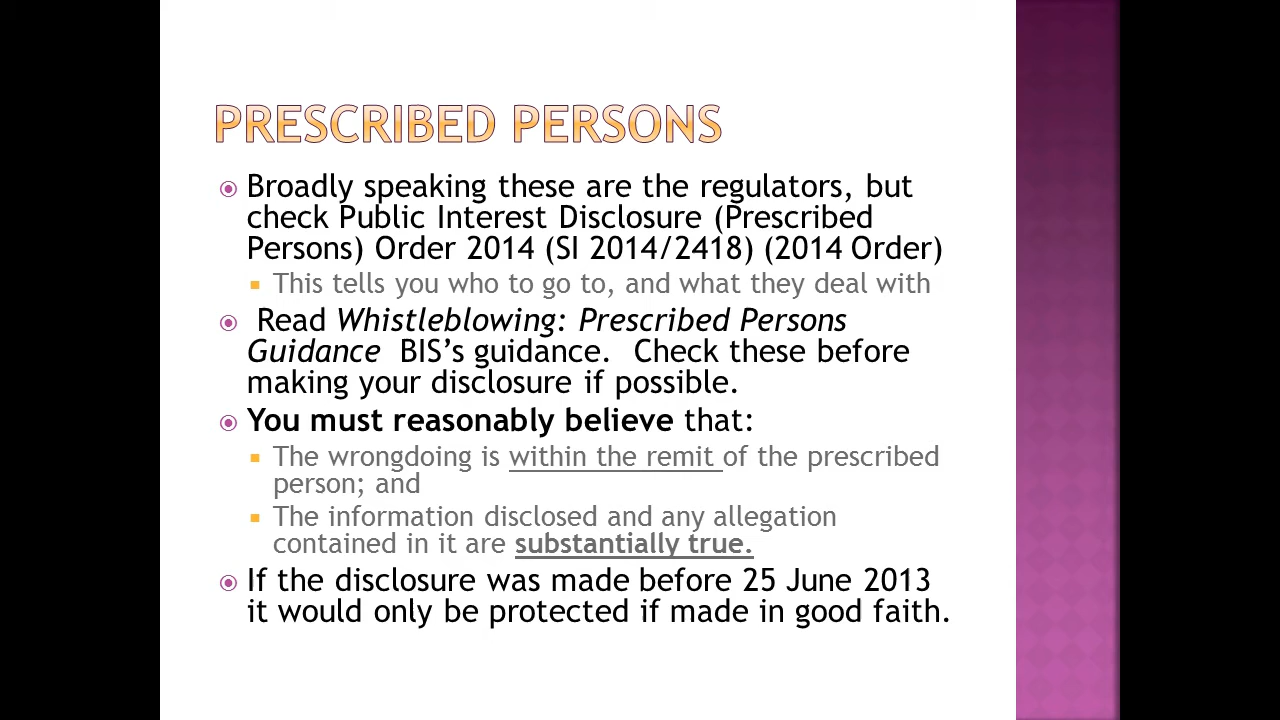 PRESCRIBED PERSONS
Broadly speaking these are the regulators, but
check Public Interest Disclosure (Prescribed
Persons) Order 2014 (SI 2014/2418) (2014 Order)
This tells you who to go to, and what they deal with
Read Whistleblowing: Prescribed Persons
Guidance BIS’s guidance. Check these before
making your disclosure if possible.
You must reasonably believe that:
The wrongdoing is within the remit of the prescribed
person; and
The information disclosed and any allegation
contained in it are substantially true.
If the disclosure was made before 25 June 2013
it would only be protected if made in good faith.